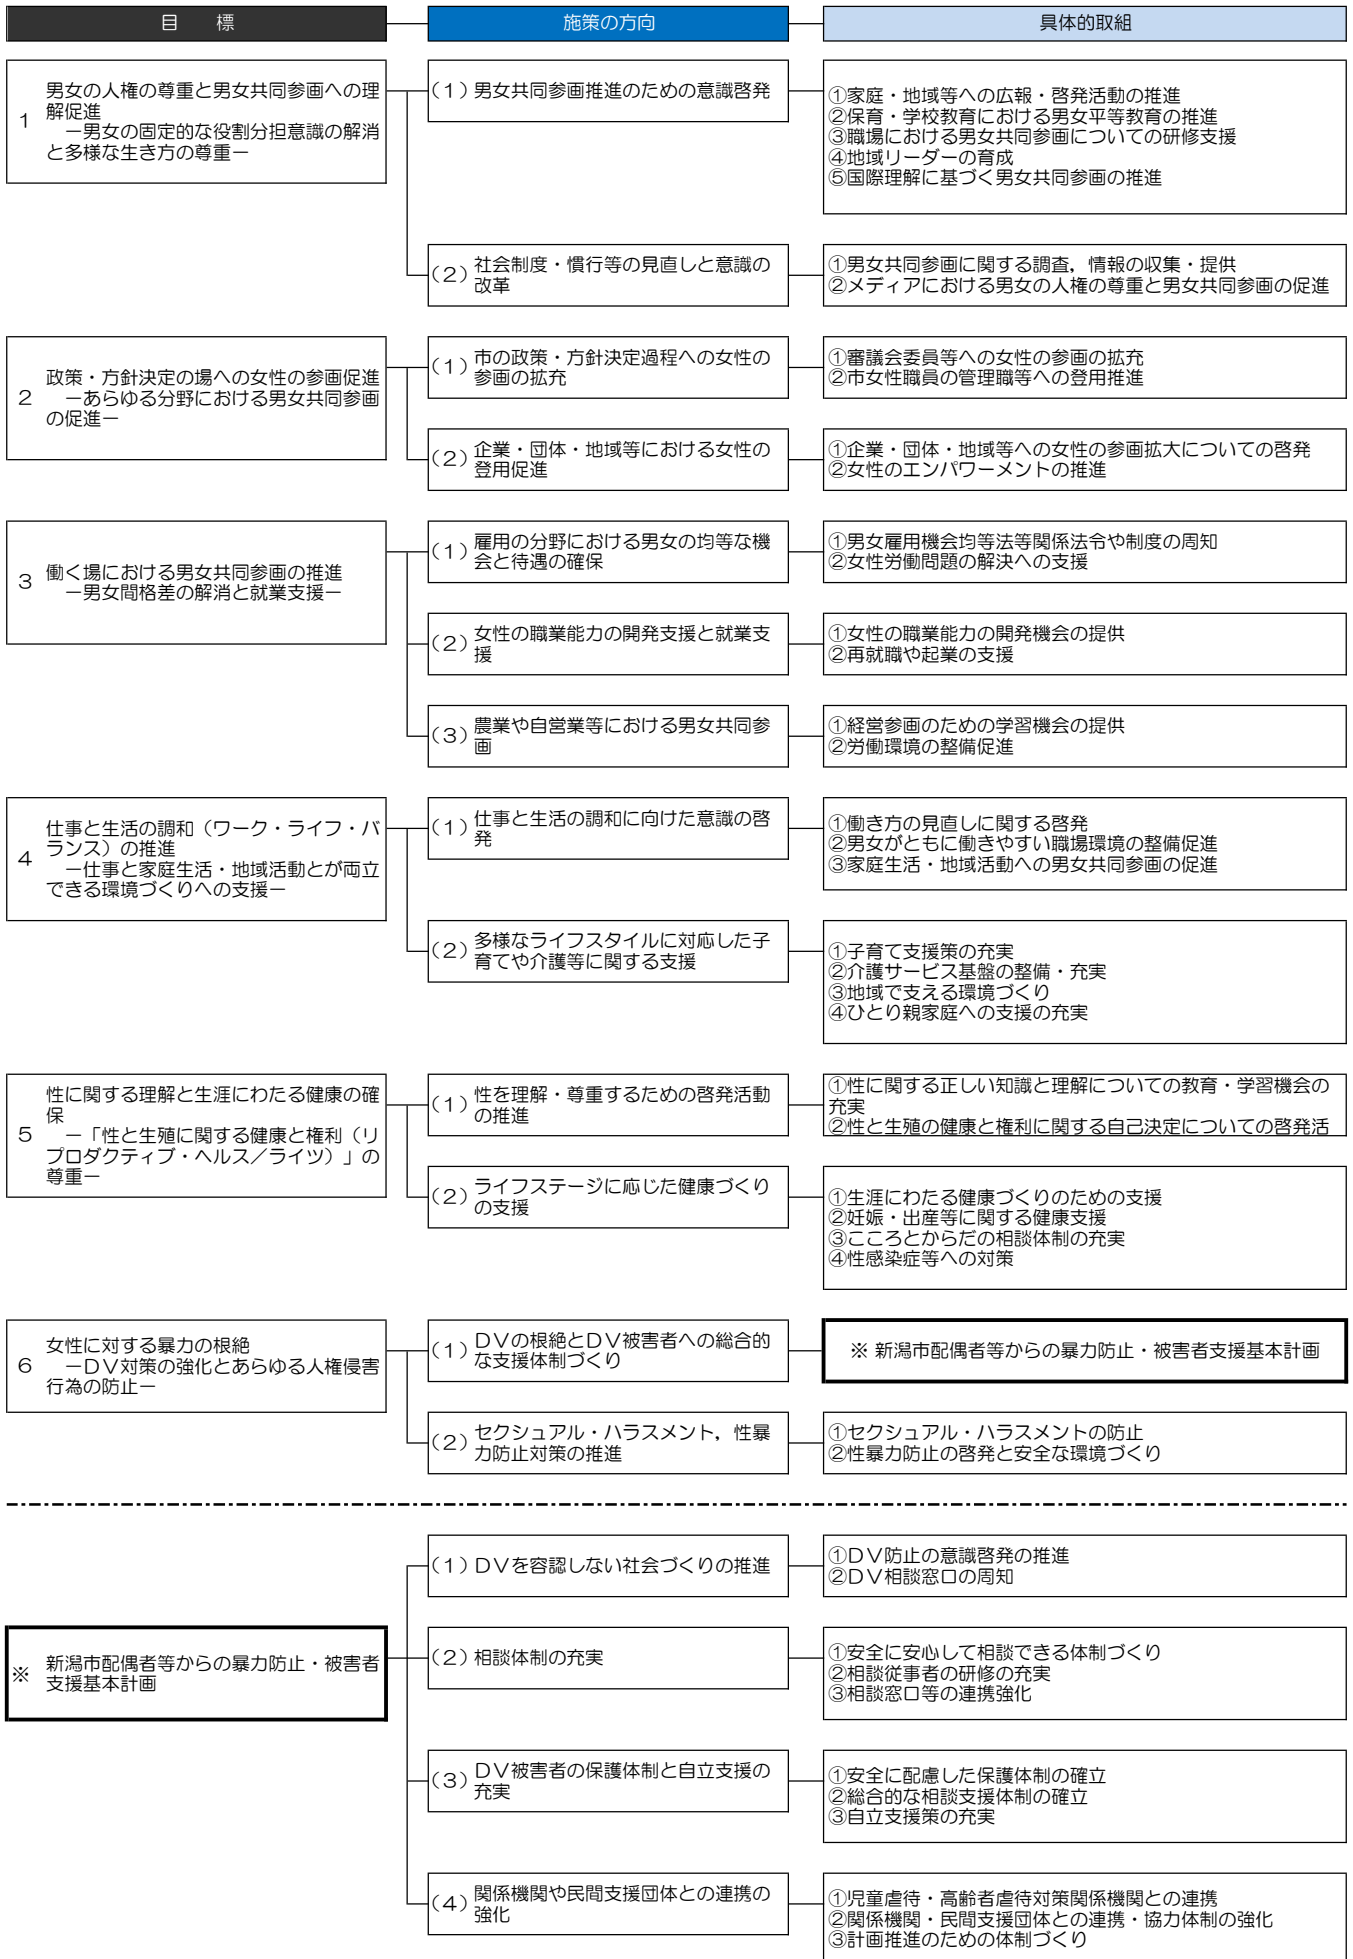 目　標
施策の方向
具体的取組
1
男女の人権の尊重と男女共同参画への理
解促進
　ー男女の固定的な役割分担意識の解消
と多様な生き方の尊重ー
（1）
男女共同参画推進のための意識啓発
①家庭・地域等への広報・啓発活動の推進
②保育・学校教育における男女平等教育の推進
③職場における男女共同参画についての研修支援
④地域リーダーの育成
⑤国際理解に基づく男女共同参画の推進
（2）
社会制度・慣行等の見直しと意識の
改革
①男女共同参画に関する調査，情報の収集・提供
②メディアにおける男女の人権の尊重と男女共同参画の促進
2
政策・方針決定の場への女性の参画促進
　ーあらゆる分野における男女共同参画
の促進ー
（1）
市の政策・方針決定過程への女性の
参画の拡充
①審議会委員等への女性の参画の拡充
②市女性職員の管理職等への登用推進
（2）
企業・団体・地域等における女性の
登用促進
①企業・団体・地域等への女性の参画拡大についての啓発
②女性のエンパワーメントの推進
3
働く場における男女共同参画の推進
　ー男女間格差の解消と就業支援ー
（1）
雇用の分野における男女の均等な機
会と待遇の確保
①男女雇用機会均等法等関係法令や制度の周知
②女性労働問題の解決への支援
（2）
女性の職業能力の開発支援と就業支
援
①女性の職業能力の開発機会の提供
②再就職や起業の支援
（3）
農業や自営業等における男女共同参
画
①経営参画のための学習機会の提供
②労働環境の整備促進
4
仕事と生活の調和（ワーク・ライフ・バ
ランス）の推進
　ー仕事と家庭生活・地域活動とが両立
できる環境づくりへの支援ー
（1）
仕事と生活の調和に向けた意識の啓
発
①働き方の見直しに関する啓発
②男女がともに働きやすい職場環境の整備促進
③家庭生活・地域活動への男女共同参画の促進
（2）
多様なライフスタイルに対応した子
育てや介護等に関する支援
①子育て支援策の充実
②介護サービス基盤の整備・充実
③地域で支える環境づくり
④ひとり親家庭への支援の充実
5
性に関する理解と生涯にわたる健康の確
保
　ー「性と生殖に関する健康と権利（リ
プロダクティブ・ヘルス／ライツ）」の
尊重ー
（1）
性を理解・尊重するための啓発活動
の推進
①性に関する正しい知識と理解についての教育・学習機会の
充実
②性と生殖の健康と権利に関する自己決定についての啓発活
（2）
ライフステージに応じた健康づくり
の支援
①生涯にわたる健康づくりのための支援
②妊娠・出産等に関する健康支援
③こころとからだの相談体制の充実
④性感染症等への対策
6
女性に対する暴力の根絶
　ーＤＶ対策の強化とあらゆる人権侵害
行為の防止ー
（1）
ＤＶの根絶とＤＶ被害者への総合的
な支援体制づくり
※ 新潟市配偶者等からの暴力防止・被害者支援基本計画
（2）
セクシュアル・ハラスメント，性暴
力防止対策の推進
①セクシュアル・ハラスメントの防止
②性暴力防止の啓発と安全な環境づくり
※
新潟市配偶者等からの暴力防止・被害者
支援基本計画
（1）
ＤＶを容認しない社会づくりの推進
①ＤＶ防止の意識啓発の推進
②ＤＶ相談窓口の周知
（2）
相談体制の充実
①安全に安心して相談できる体制づくり
②相談従事者の研修の充実
③相談窓口等の連携強化
（3）
ＤＶ被害者の保護体制と自立支援の
充実
①安全に配慮した保護体制の確立
②総合的な相談支援体制の確立
③自立支援策の充実
（4）
関係機関や民間支援団体との連携の
強化
①児童虐待・高齢者虐待対策関係機関との連携
②関係機関・民間支援団体との連携・協力体制の強化
③計画推進のための体制づくり